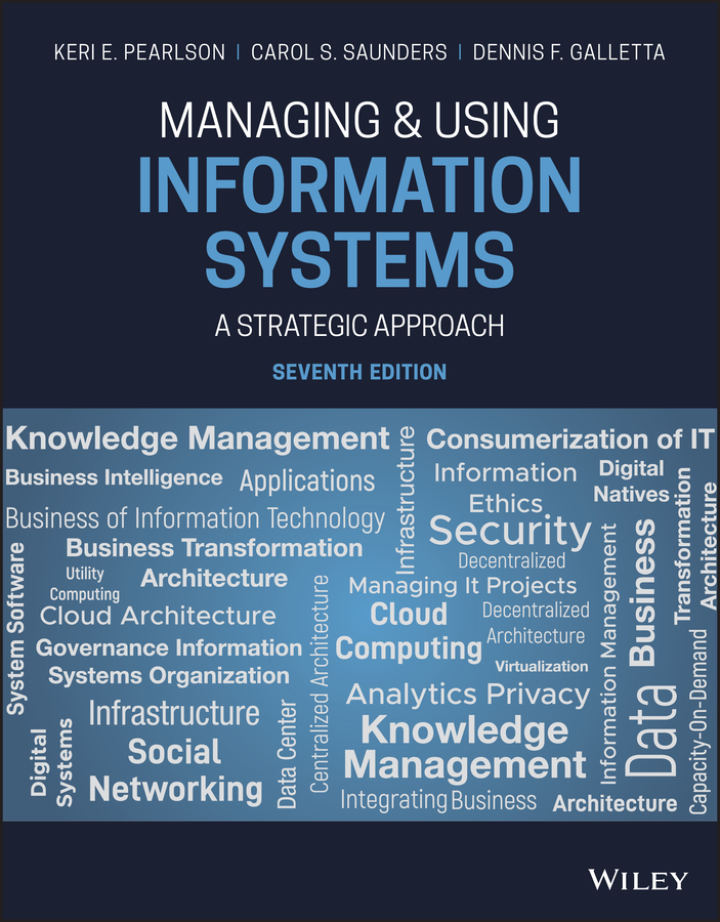 KERI E. PEARLSON | CAROL S. SAUNDERS | DENNIS F. GALLETTA
MANAGING & USING
INFORMATION
SYSTEMS
A STRATEGIC APPROACH
SEVENTH EDITION
Knowledge Management
Infrastructure
Consumerization of IT
Business Intelligence
Applications
Information
Ethics
Digital
Natives
Transformation
Architecture
Business of Information Technology
Security
Business Transformation
Decentralized
Utility
Computing
Architecture
Managing It Projects
System Software
Cloud Architecture
Cloud
Computing
Decentralized
Architecture
Information Management
Business
Governance Information
Systems Organization
Centralized Architecture
Virtualization
Analytics Privacy
Data
Capacity-On-Demand
Infrastructure
Digital
Systems
Social
Networking
Data Center
Knowledge
Management
Integrating Business
Architecture
WILEY